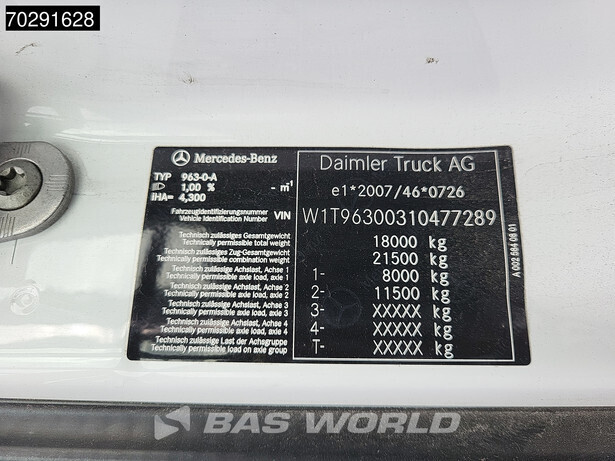 70291628
Mercedes-Benz
Daimler Truck AG
TYP 963-0-A
1,00 % - m⁻¹
iHA= 4,300
e1*2007/46*0726
Fahrzeugidentifizierungsnummer
Vehicle Identification Number VIN W1T96300310477289
Technisch zulässiges Gesamtgewicht
Technically permissible total weight 18000 kg
Technisch zulässiges Zug-Gesamtgewicht
Technically permissible combination weight 21500 kg
Technisch zulässige Achslast, Achse 1
Technically permissible axle load, axle 1 1- 8000 kg
Technisch zulässige Achslast, Achse 2
Technically permissible axle load, axle 2 2- 11500 kg
Technisch zulässige Achslast, Achse 3
Technically permissible axle load, axle 3 3- XXXXX kg
Technisch zulässige Achslast, Achse 4
Technically permissible axle load, axle 4 4- XXXXX kg
Technisch zulässige Last der Achsgruppe
Technically permissible load on axle group T- XXXXX kg
A 002 584 08 01
BAS WORLD